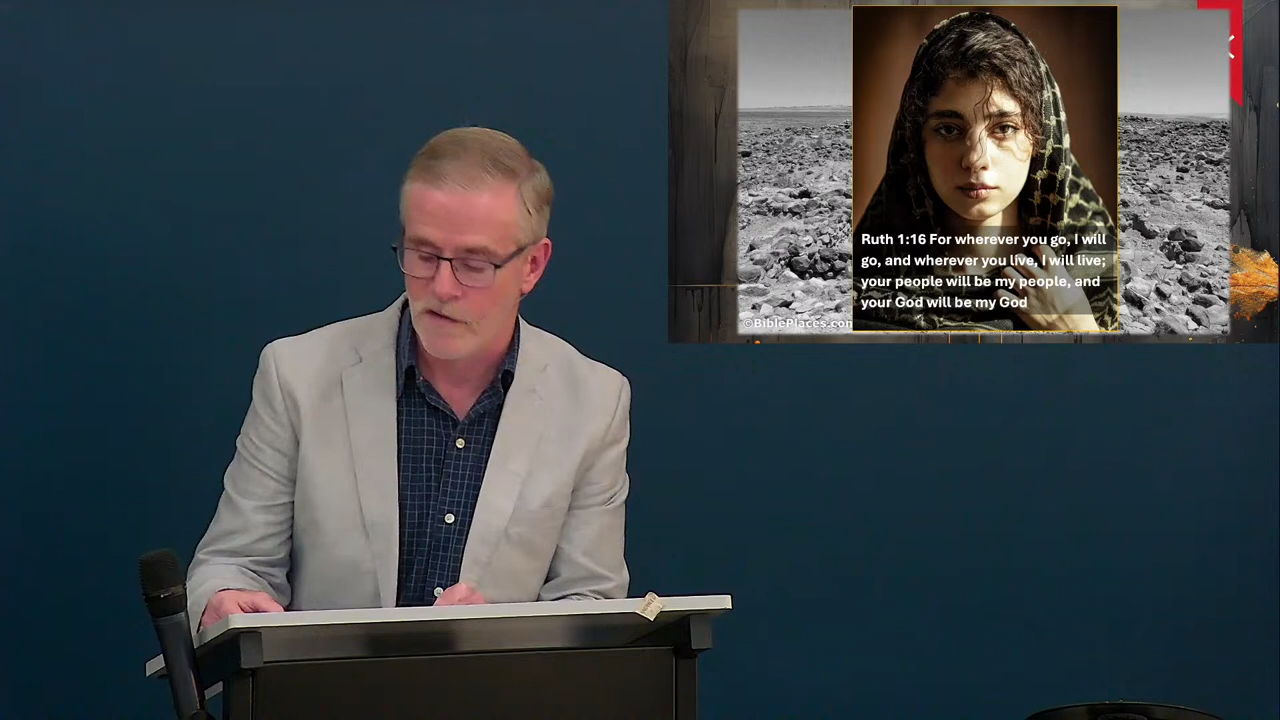 Ruth 1:16 For wherever you go, I will
go, and wherever you live, I will live;
your people will be my people, and
your God will be my God
©BiblePlaces.com